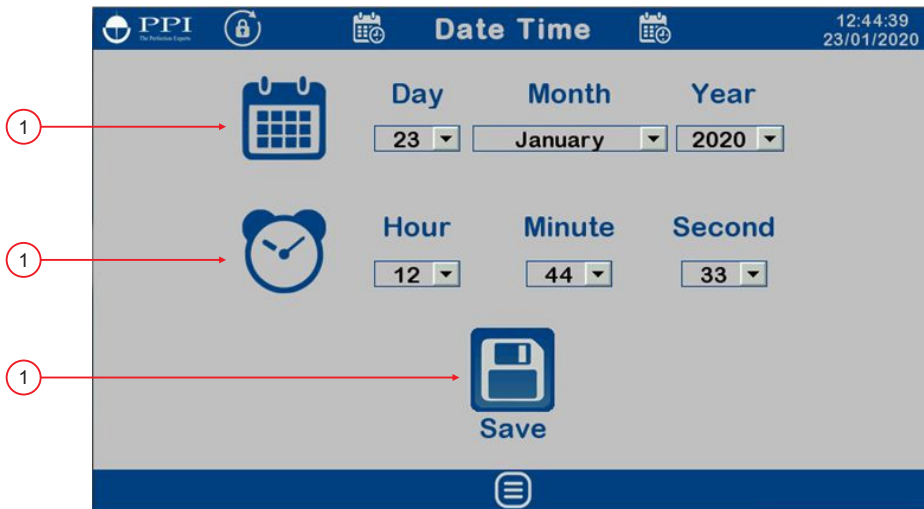 PPI
The Perfection Experts
Date Time
12:44:39
23/01/2020
1
Day Month Year
23 January 2020
1
Hour Minute Second
12 44 33
1
Save